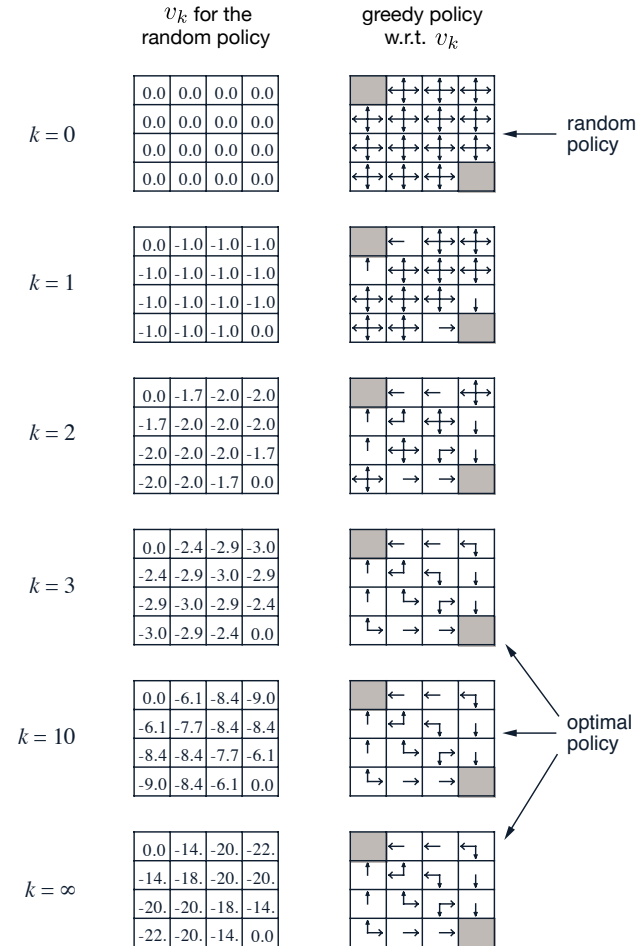 v_k for the
random policy
greedy policy
w.r.t. v_k
k = 0
0.0 0.0 0.0 0.0
0.0 0.0 0.0 0.0
0.0 0.0 0.0 0.0
0.0 0.0 0.0 0.0
random
policy
k = 1
0.0 -1.0 -1.0 -1.0
-1.0 -1.0 -1.0 -1.0
-1.0 -1.0 -1.0 -1.0
-1.0 -1.0 -1.0 0.0
k = 2
0.0 -1.7 -2.0 -2.0
-1.7 -2.0 -2.0 -2.0
-2.0 -2.0 -2.0 -1.7
-2.0 -2.0 -1.7 0.0
k = 3
0.0 -2.4 -2.9 -3.0
-2.4 -2.9 -3.0 -2.9
-2.9 -3.0 -2.9 -2.4
-3.0 -2.9 -2.4 0.0
k = 10
0.0 -6.1 -8.4 -9.0
-6.1 -7.7 -8.4 -8.4
-8.4 -8.4 -7.7 -6.1
-9.0 -8.4 -6.1 0.0
optimal
policy
k = ∞
0.0 -14. -20. -22.
-14. -18. -20. -20.
-20. -20. -18. -14.
-22. -20. -14. 0.0